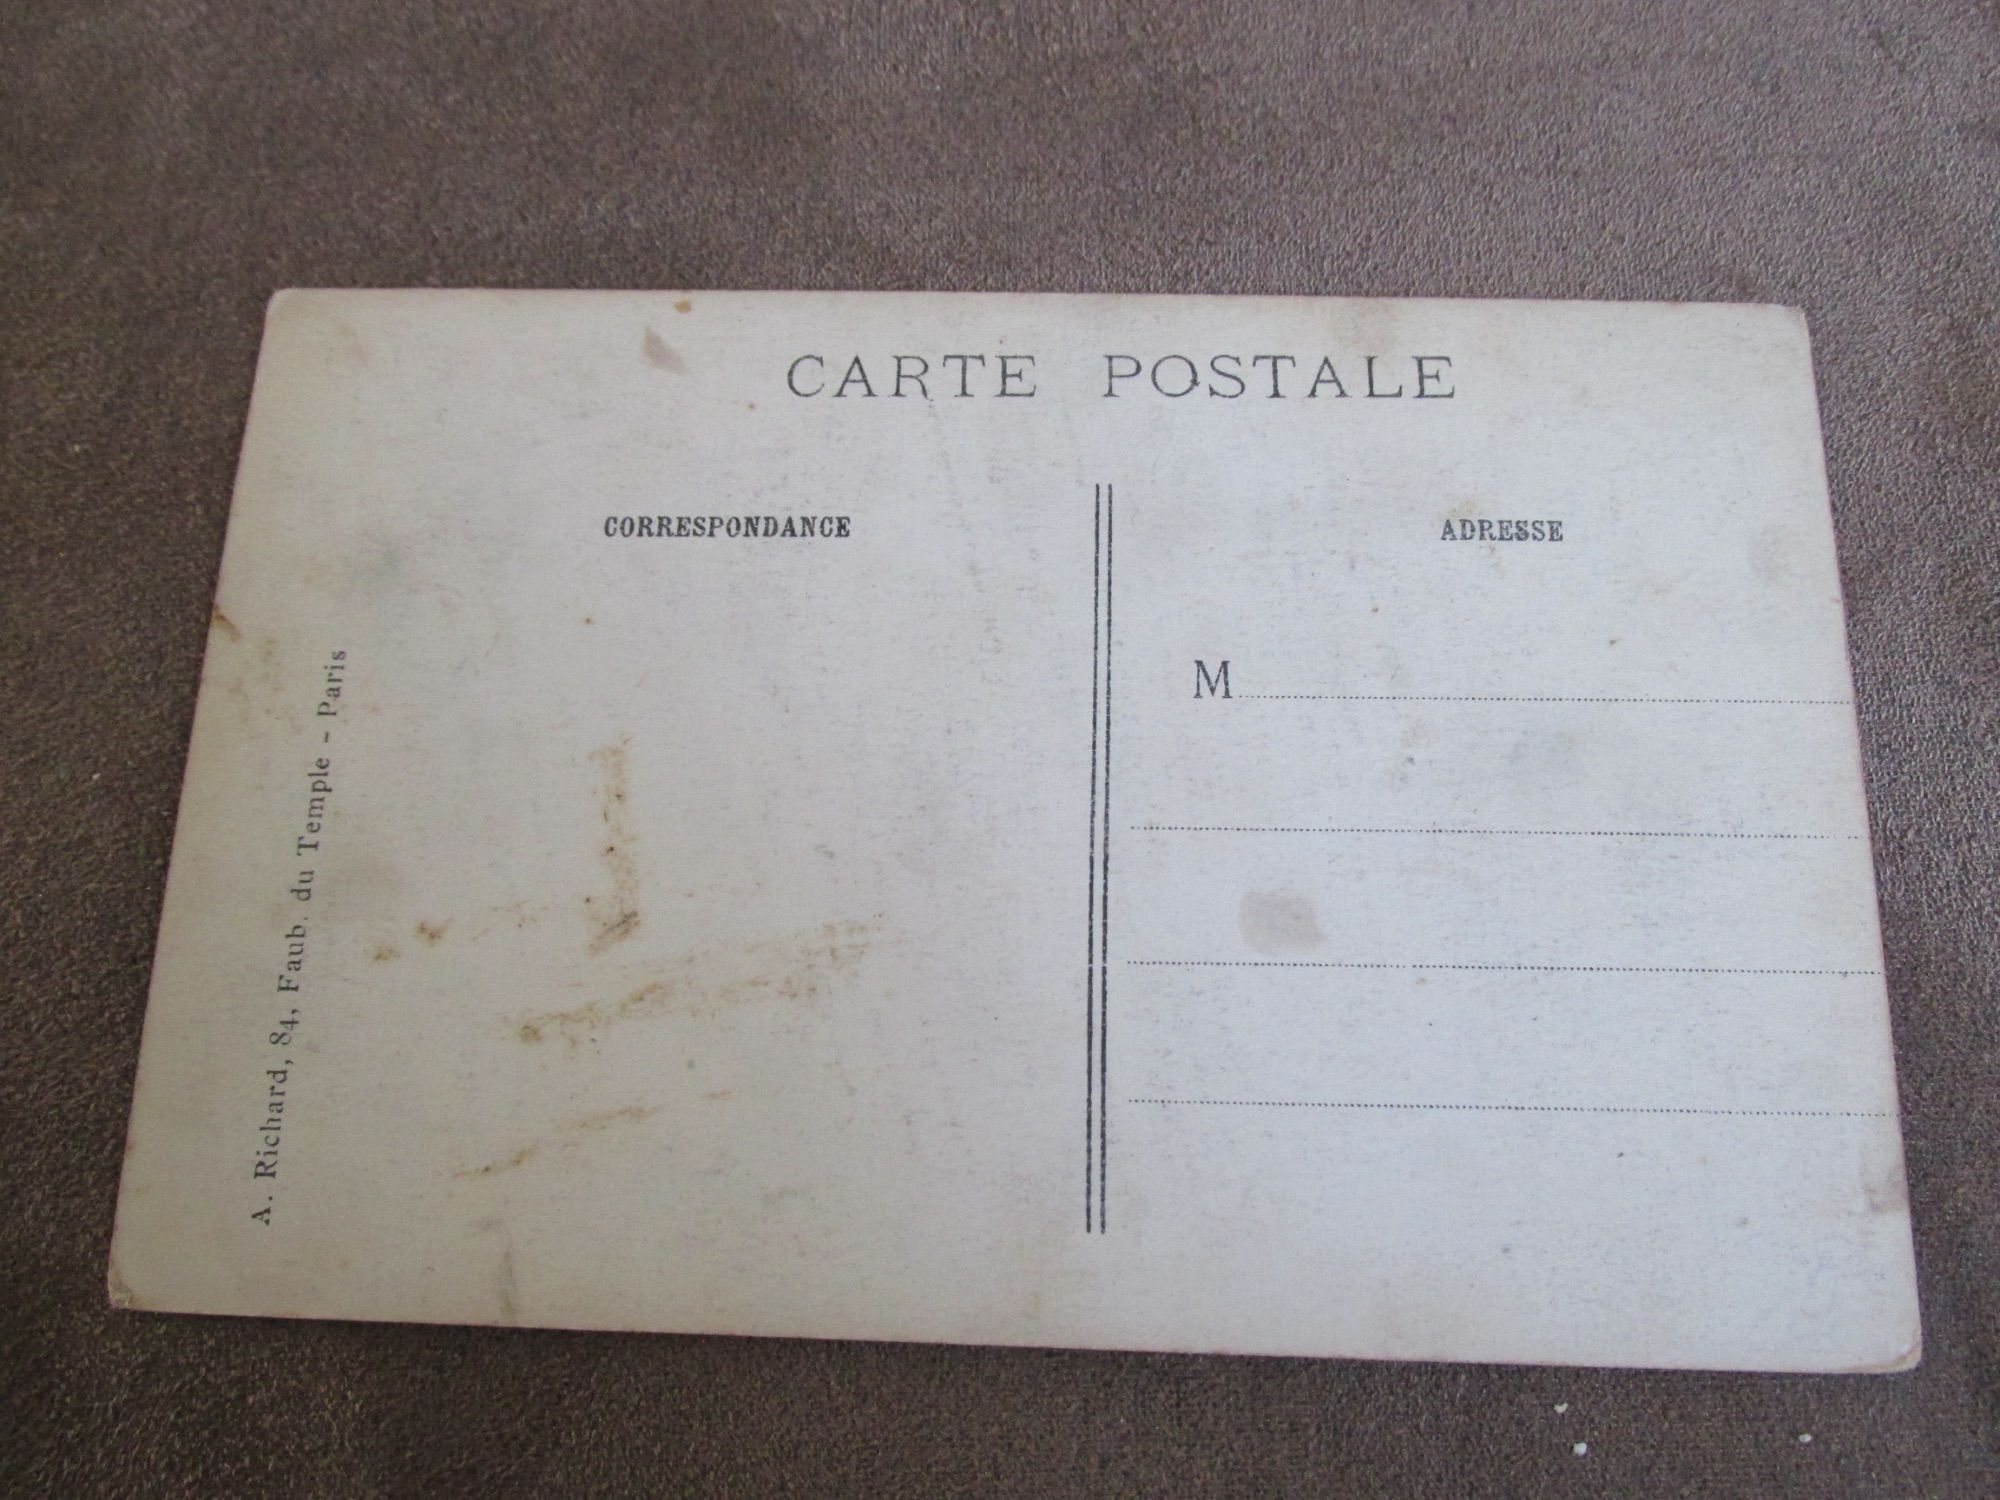 CARTE POSTALE
CORRESPONDANCE
ADRESSE
M
A. Richard, 84, Faub. du Temple - Paris